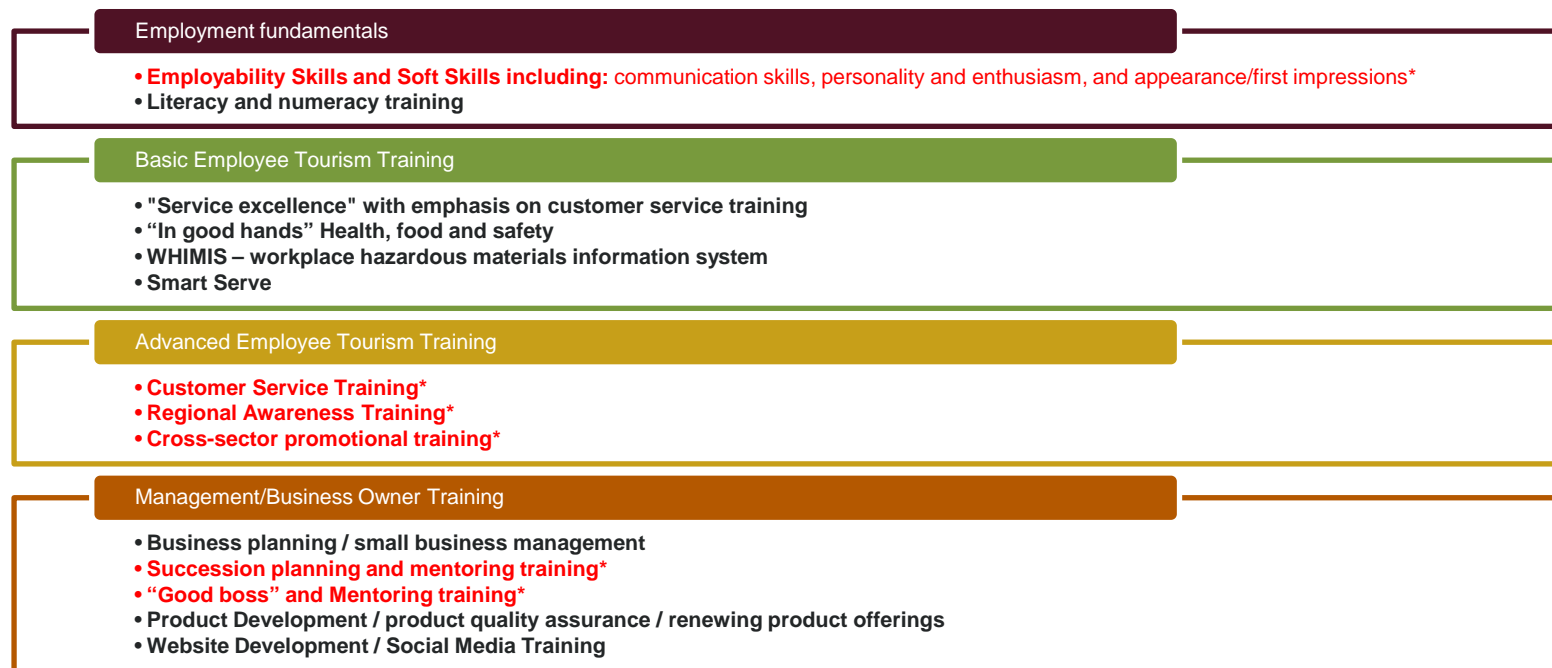 Employment fundamentals
• Employability Skills and Soft Skills including: communication skills, personality and enthusiasm, and appearance/first impressions*
• Literacy and numeracy training
Basic Employee Tourism Training
• "Service excellence" with emphasis on customer service training
• “In good hands” Health, food and safety
• WHIMIS – workplace hazardous materials information system
• Smart Serve
Advanced Employee Tourism Training
• Customer Service Training*
• Regional Awareness Training*
• Cross-sector promotional training*
Management/Business Owner Training
• Business planning / small business management
• Succession planning and mentoring training*
• “Good boss” and Mentoring training*
• Product Development / product quality assurance / renewing product offerings
• Website Development / Social Media Training